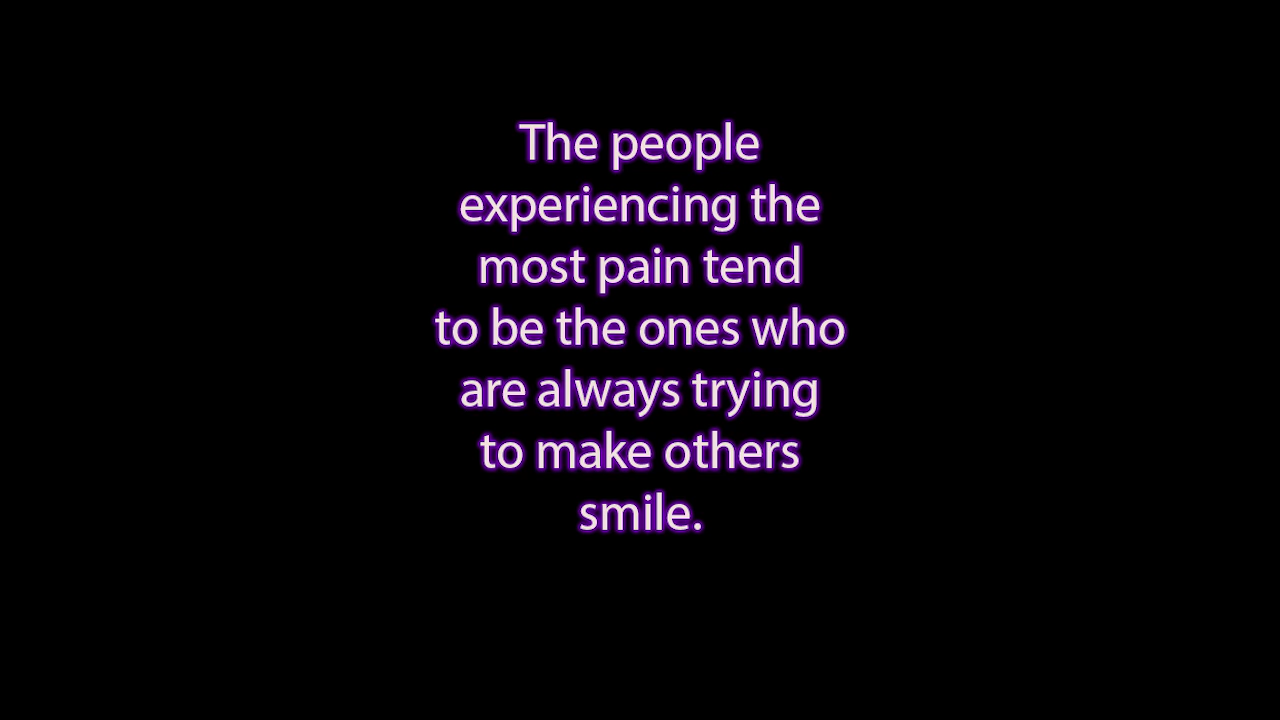 The people
experiencing the
most pain tend
to be the ones who
are always trying
to make others
smile.